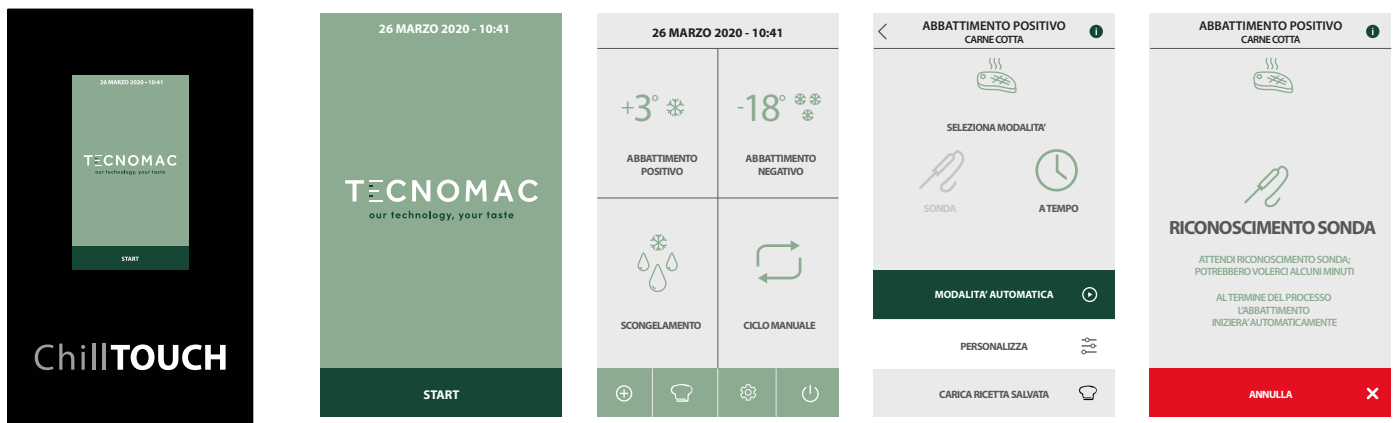 26 MARZO 2020 - 10:41
TECNOMAC
our technology, your taste
START
ChillTOUCH
26 MARZO 2020 - 10:41
TECNOMAC
our technology, your taste
START
26 MARZO 2020 - 10:41
+3°
-18°
ABBATTIMENTO
POSITIVO
ABBATTIMENTO
NEGATIVO
SCONGELAMENTO
CICLO MANUALE
ABBATTIMENTO POSITIVO
CARNE COTTA
i
SELEZIONA MODALITA'
SONDA
A TEMPO
MODALITA' AUTOMATICA
PERSONALIZZA
CARICA RICETTA SALVATA
ABBATTIMENTO POSITIVO
CARNE COTTA
i
RICONOSCIMENTO SONDA
ATTENDI RICONOSCIMENTO SONDA;
POTREBBERO VOLERCI ALCUNI MINUTI
AL TERMINE DEL PROCESSO
L'ABBATTIMENTO
INIZIERA' AUTOMATICAMENTE
ANNULLA